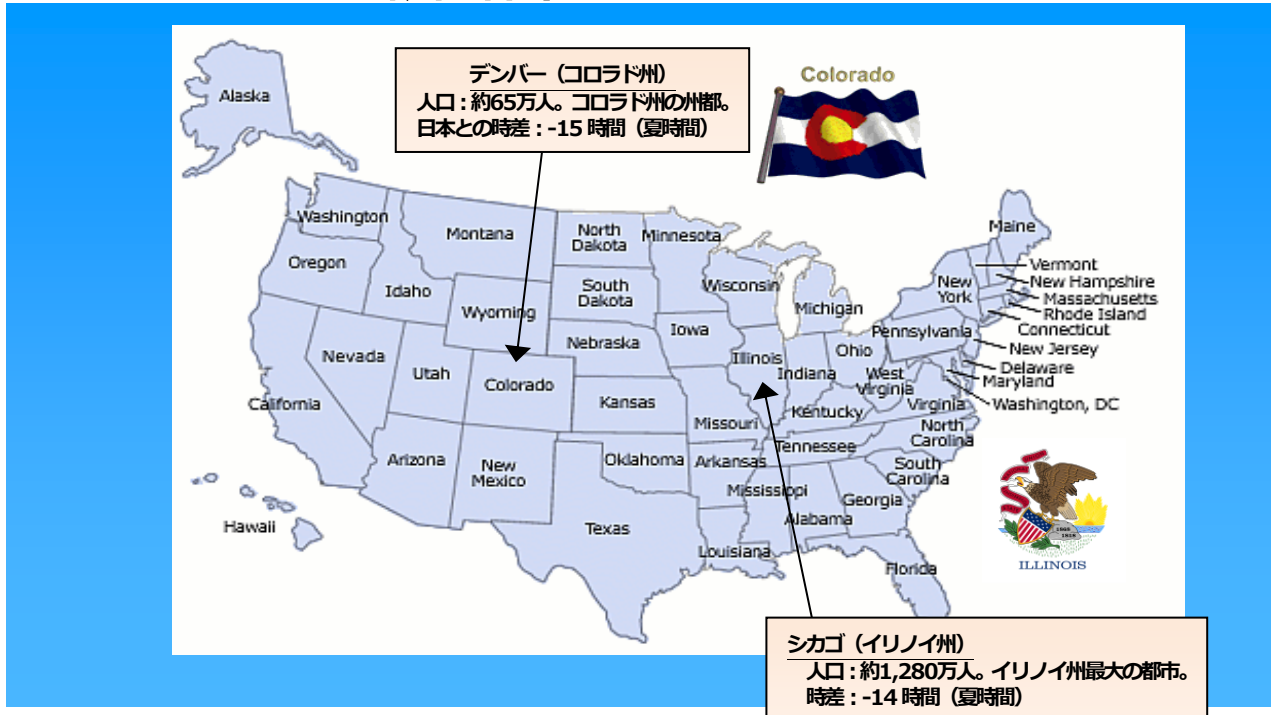 デンバー（コロラド州）
人口：約65万人。コロラド州の州都。
日本との時差：-15 時間（夏時間）
Colorado
Alaska
Washington
Montana
North
Dakota
Minnesota
Maine
Oregon
Idaho
Wyoming
South
Dakota
Wisconsin
Michigan
New
York
Vermont
New Hampshire
Massachusetts
Rhode Island
Connecticut
Nevada
Utah
Colorado
Nebraska
Iowa
Illinois
Indiana
Ohio
Pennsylvania
New Jersey
Delaware
Maryland
Washington, DC
West
Virginia
Virginia
California
Kansas
Missouri
Kentucky
North
Carolina
Tennessee
Arizona
New
Mexico
Oklahoma
Arkansas
South
Carolina
Mississippi
Georgia
Alabama
Hawaii
Texas
Louisiana
Florida
1868
1818
ILLINOIS
シカゴ（イリノイ州）
人口：約1,280万人。イリノイ州最大の都市。
時差：-14 時間（夏時間）